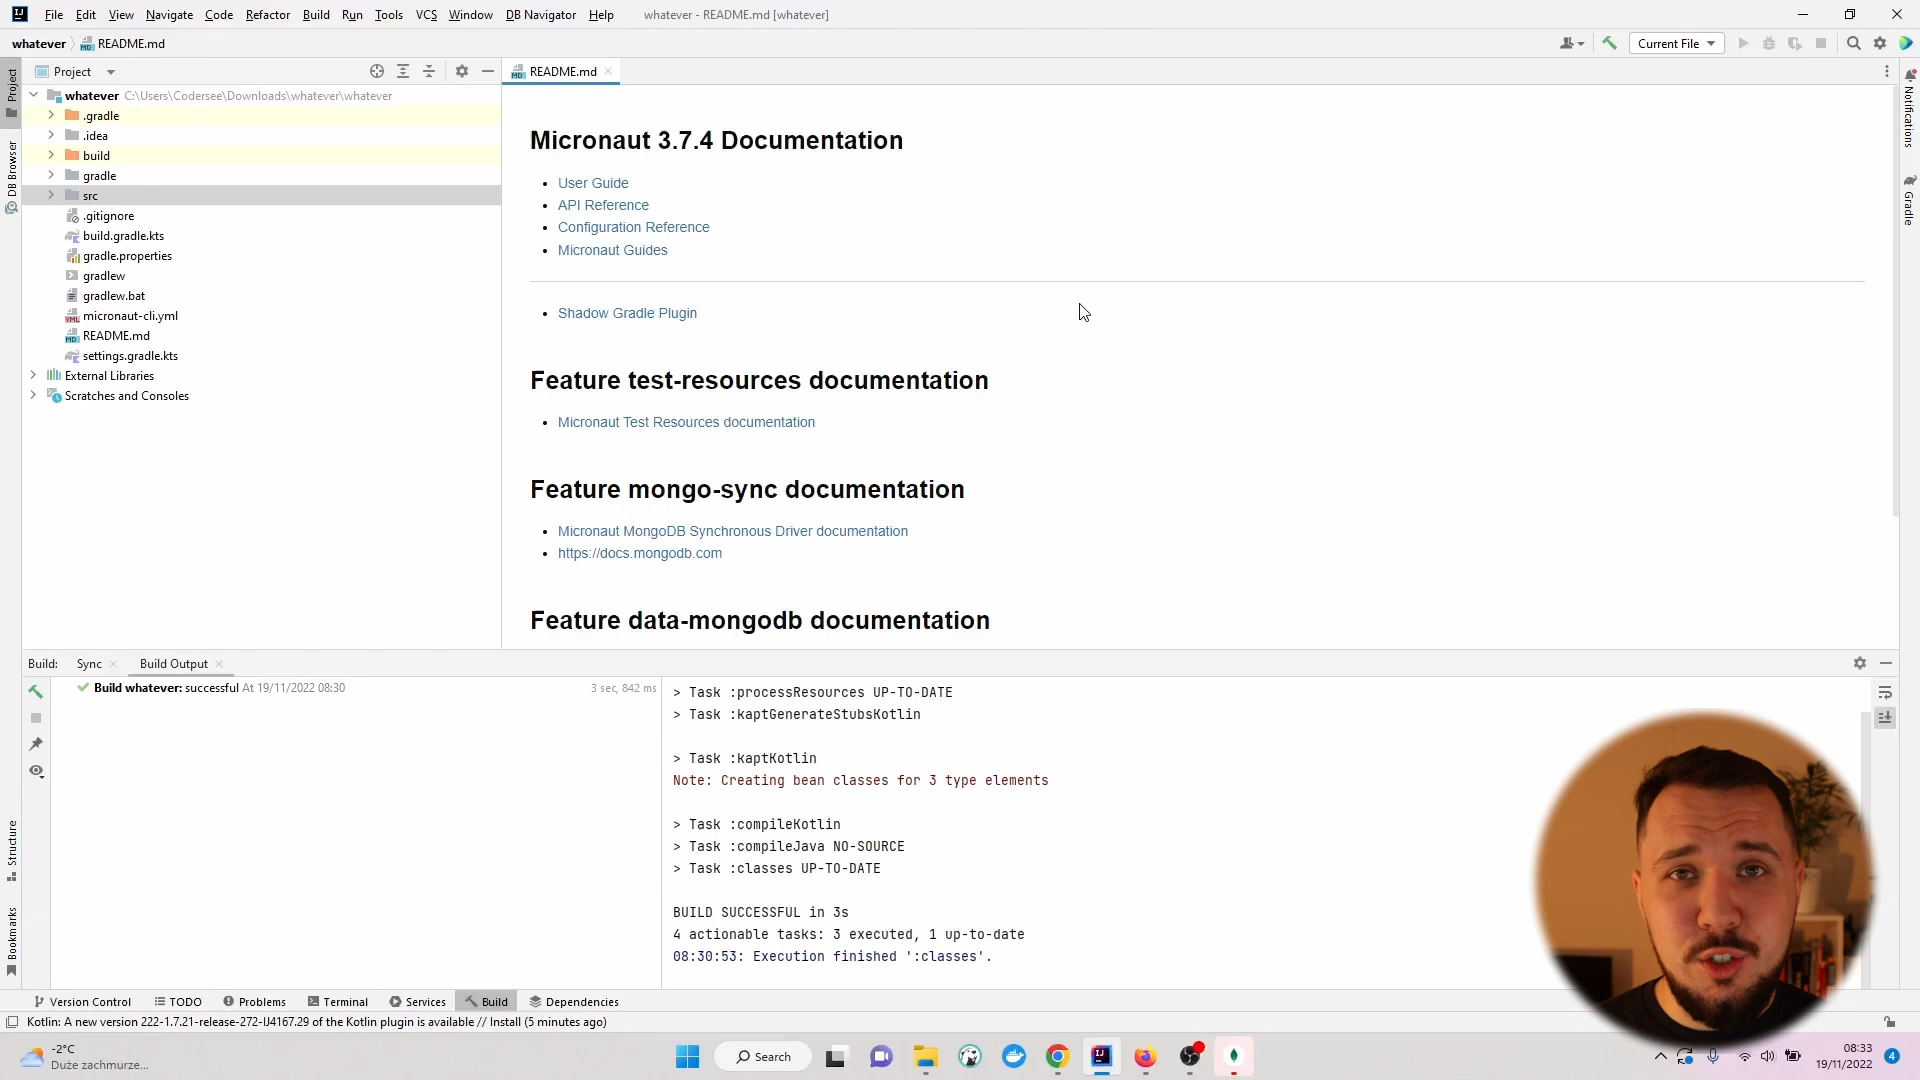 File Edit View Navigate Code Refactor Build Run Tools VCS Window DB Navigator Help whatever - README.md [whatever]
whatever README.md
Current File
Project
README.md
whatever C:\Users\Codersee\Downloads\whatever\whatever
.gradle
.idea
build
gradle
src
.gitignore
build.gradle.kts
gradle.properties
gradlew
gradlew.bat
micronaut-cli.yml
README.md
settings.gradle.kts
External Libraries
Scratches and Consoles
Project
DB Browser
Structure
Bookmarks
Micronaut 3.7.4 Documentation
User Guide
API Reference
Configuration Reference
Micronaut Guides
Shadow Gradle Plugin
Feature test-resources documentation
Micronaut Test Resources documentation
Feature mongo-sync documentation
Micronaut MongoDB Synchronous Driver documentation
https://docs.mongodb.com
Feature data-mongodb documentation
Notifications
Gradle
Build: Sync Build Output
Build whatever: successful At 19/11/2022 08:30 3 sec, 842 ms
> Task :processResources UP-TO-DATE
> Task :kaptGenerateStubsKotlin
> Task :kaptKotlin
Note: Creating bean classes for 3 type elements
> Task :compileKotlin
> Task :compileJava NO-SOURCE
> Task :classes UP-TO-DATE
BUILD SUCCESSFUL in 3s
4 actionable tasks: 3 executed, 1 up-to-date
08:30:53: Execution finished ':classes'.
Version Control TODO Problems Terminal Services Build Dependencies
Kotlin: A new version 222-1.7.21-release-272-IJ4167.29 of the Kotlin plugin is available // Install (5 minutes ago)
-2°C
Duże zachmurze...
Search
08:33
19/11/2022
4